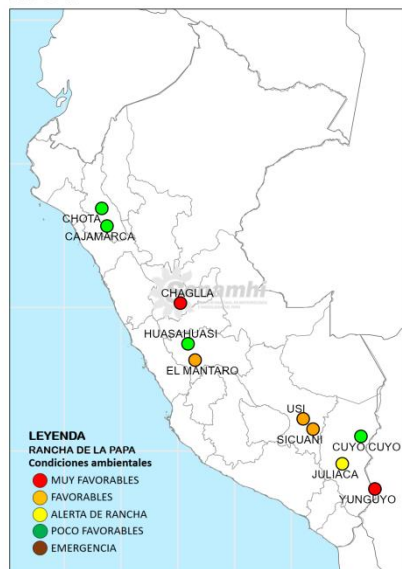 CHOTA
CAJAMARCA
Senamhi
CHAGLLA
HUASAHUASI
EL MANTARO
USI
SICUANI
CUYO CUYO
JULIACA
YUNGUYO
LEYENDA
RANCHA DE LA PAPA
Condiciones ambientales
MUY FAVORABLES
FAVORABLES
ALERTA DE RANCHA
POCO FAVORABLES
EMERGENCIA